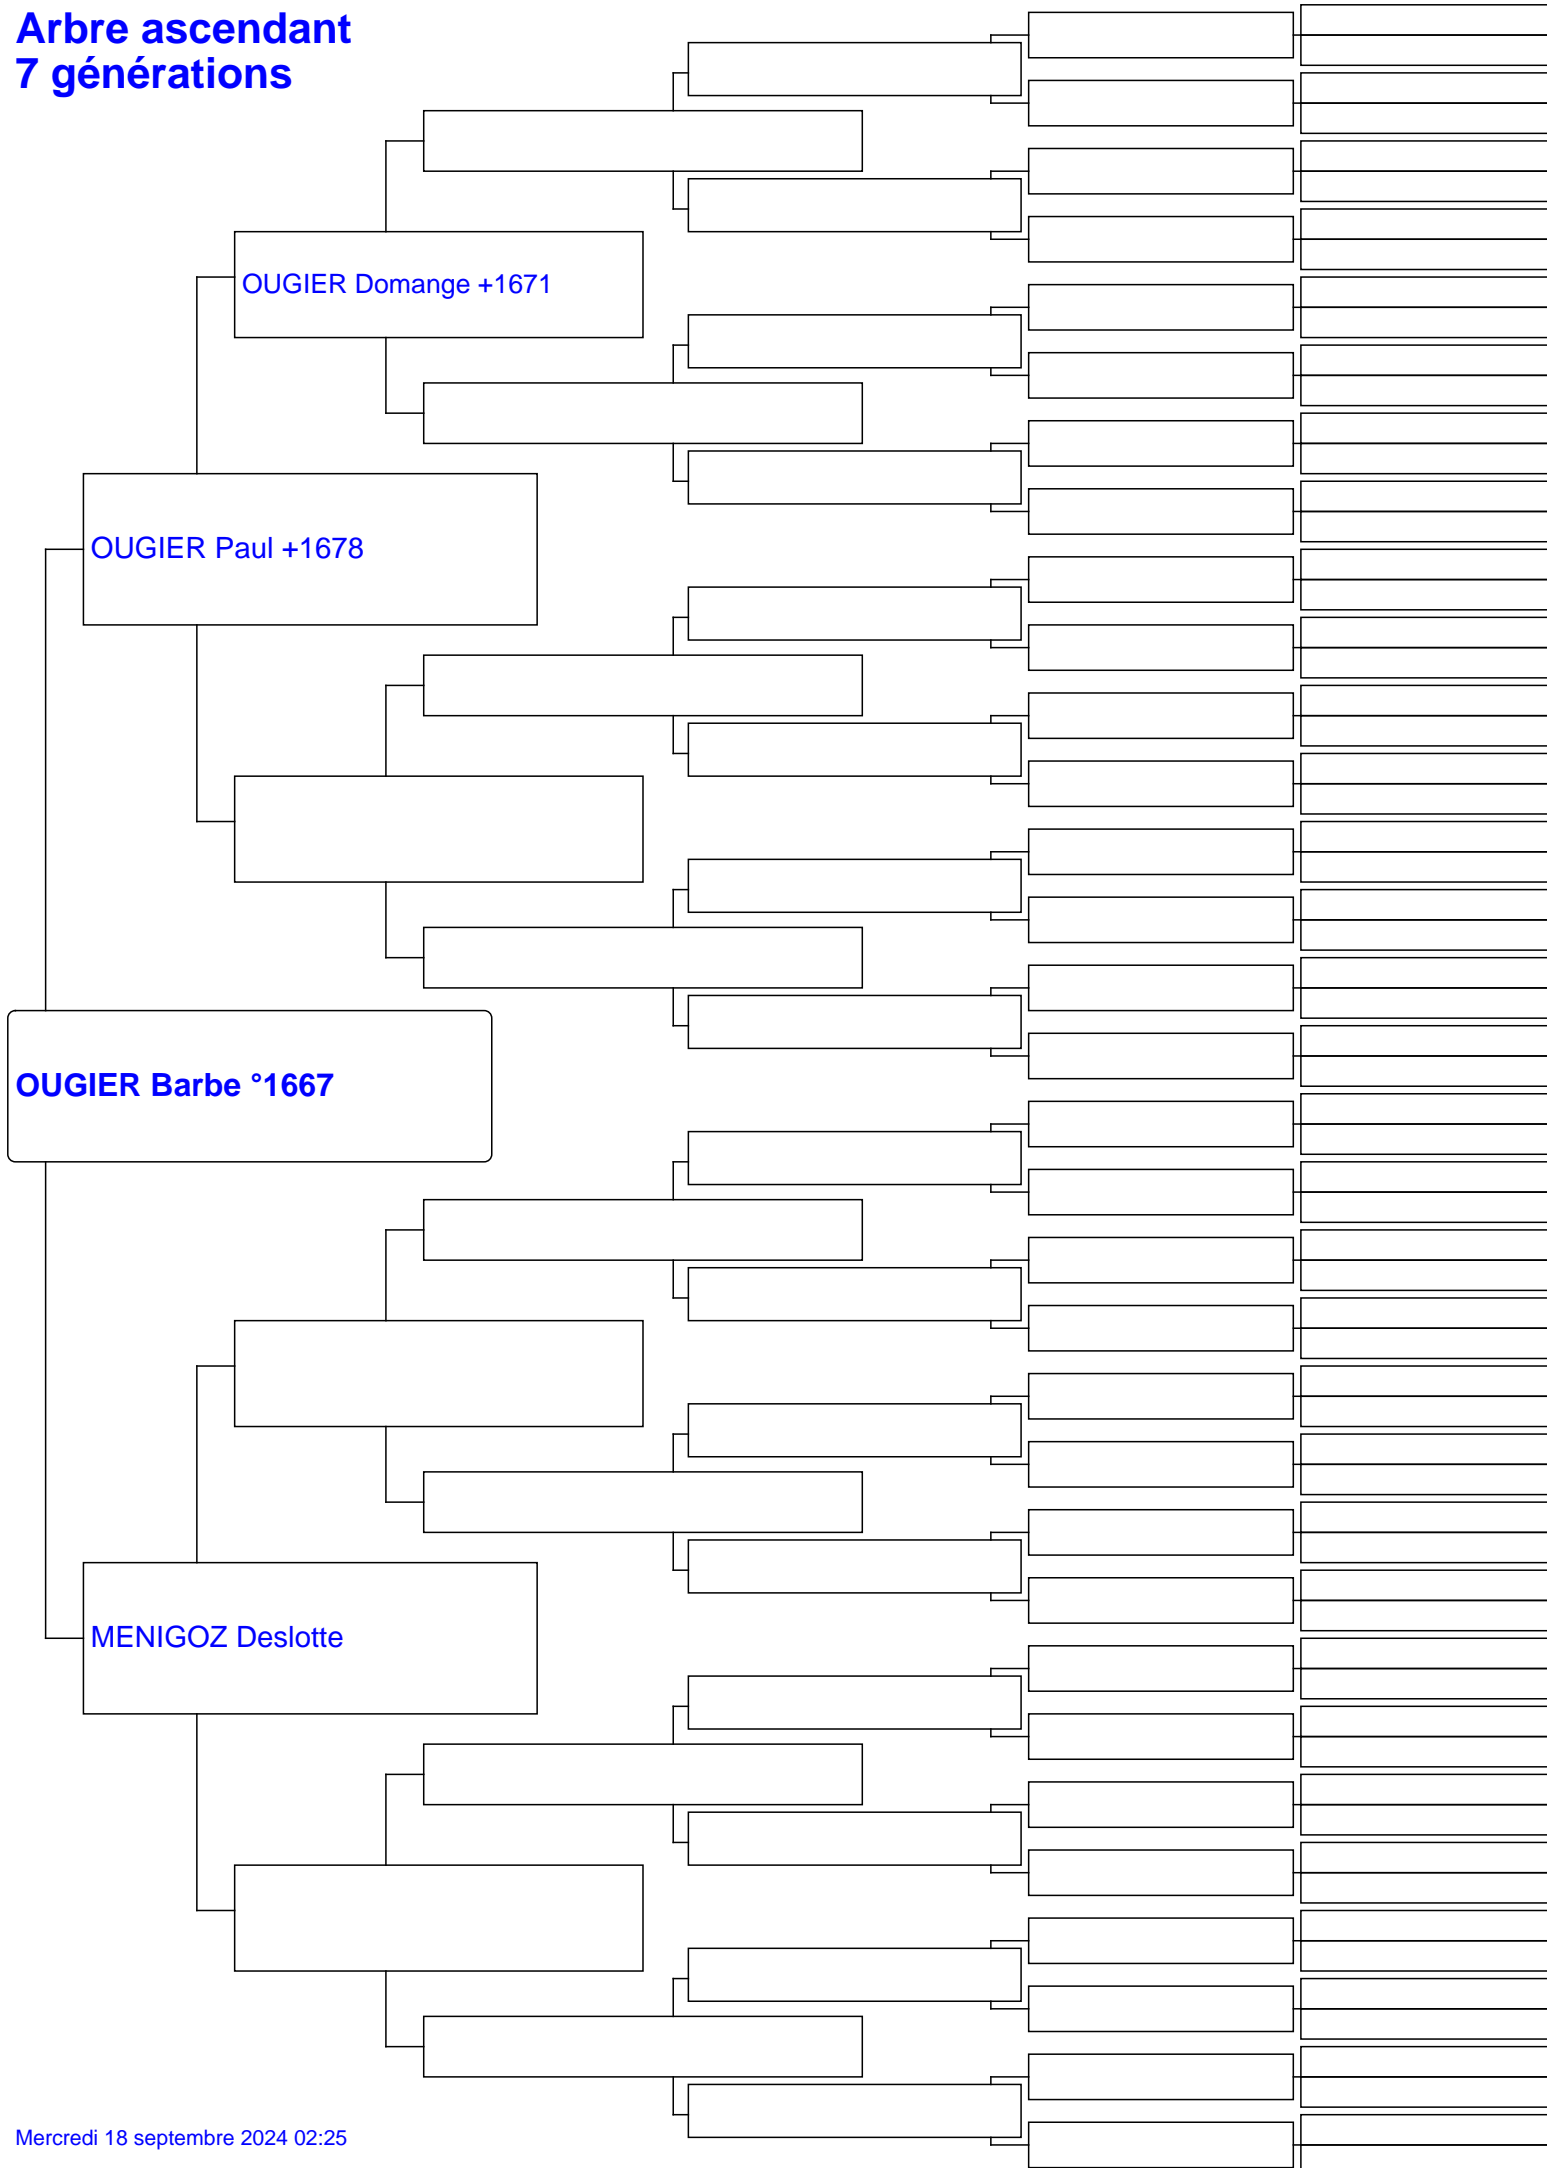 Arbre ascendant
7 générations
OUGIER Domange +1671
OUGIER Paul +1678
OUGIER Barbe °1667
MENIGOZ Deslotte
Mercredi 18 septembre 2024 02:25